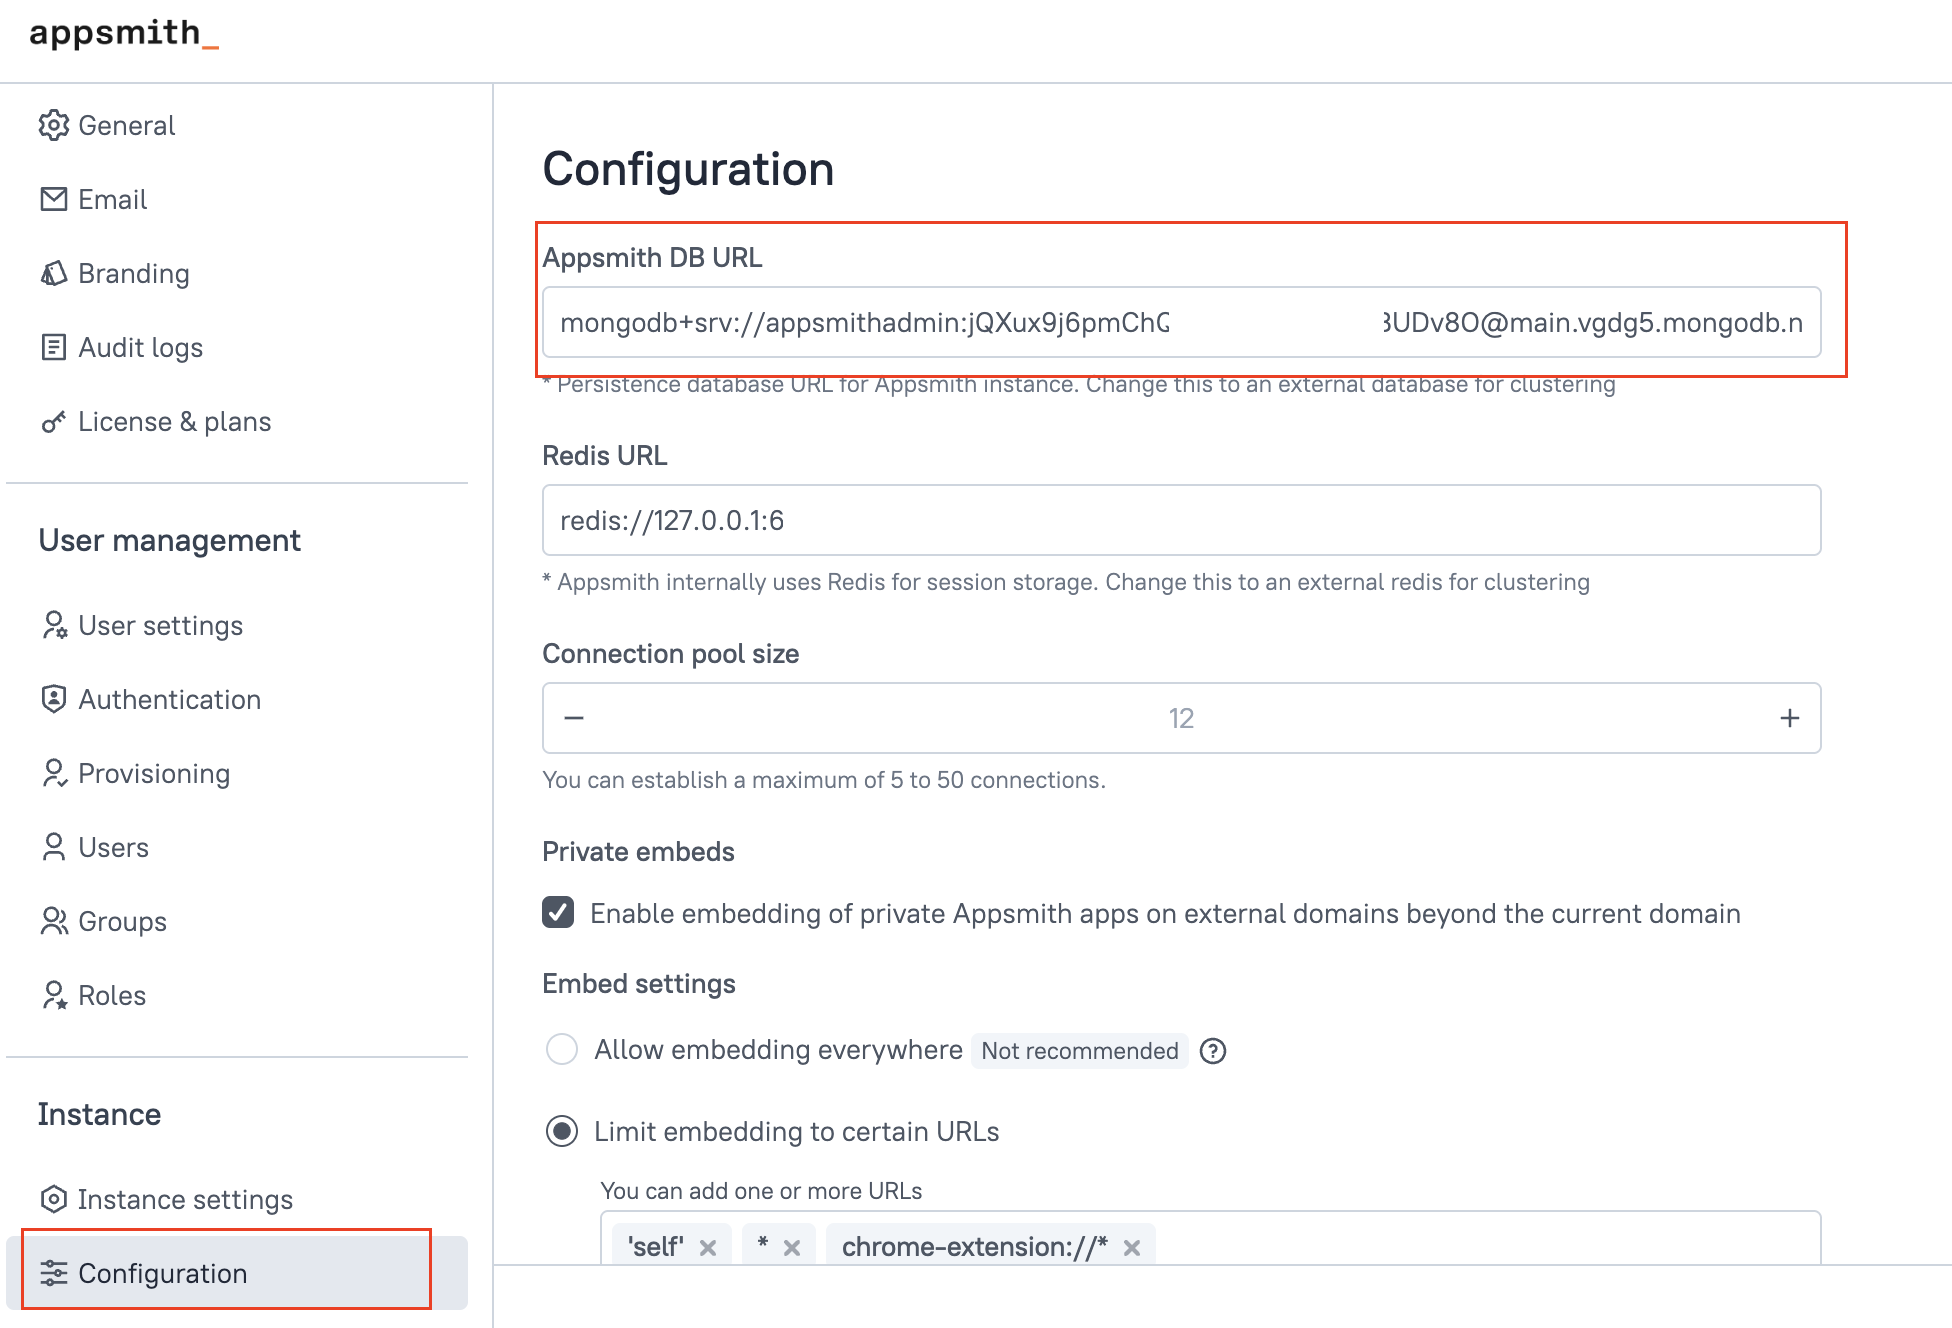 appsmith_
General
Email
Branding
Audit logs
License & plans
User management
User settings
Authentication
Provisioning
Users
Groups
Roles
Instance
Instance settings
Configuration
Configuration
Appsmith DB URL
mongodb+srv://appsmithadmin:jQXux9j6pmChQ 3UDv8O@main.vgdg5.mongodb.n
* Persistence database URL for Appsmith instance. Change this to an external database for clustering
Redis URL
redis://127.0.0.1:6
* Appsmith internally uses Redis for session storage. Change this to an external redis for clustering
Connection pool size
12
You can establish a maximum of 5 to 50 connections.
Private embeds
Enable embedding of private Appsmith apps on external domains beyond the current domain
Embed settings
Allow embedding everywhere Not recommended
Limit embedding to certain URLs
You can add one or more URLs
'self' * chrome-extension://*